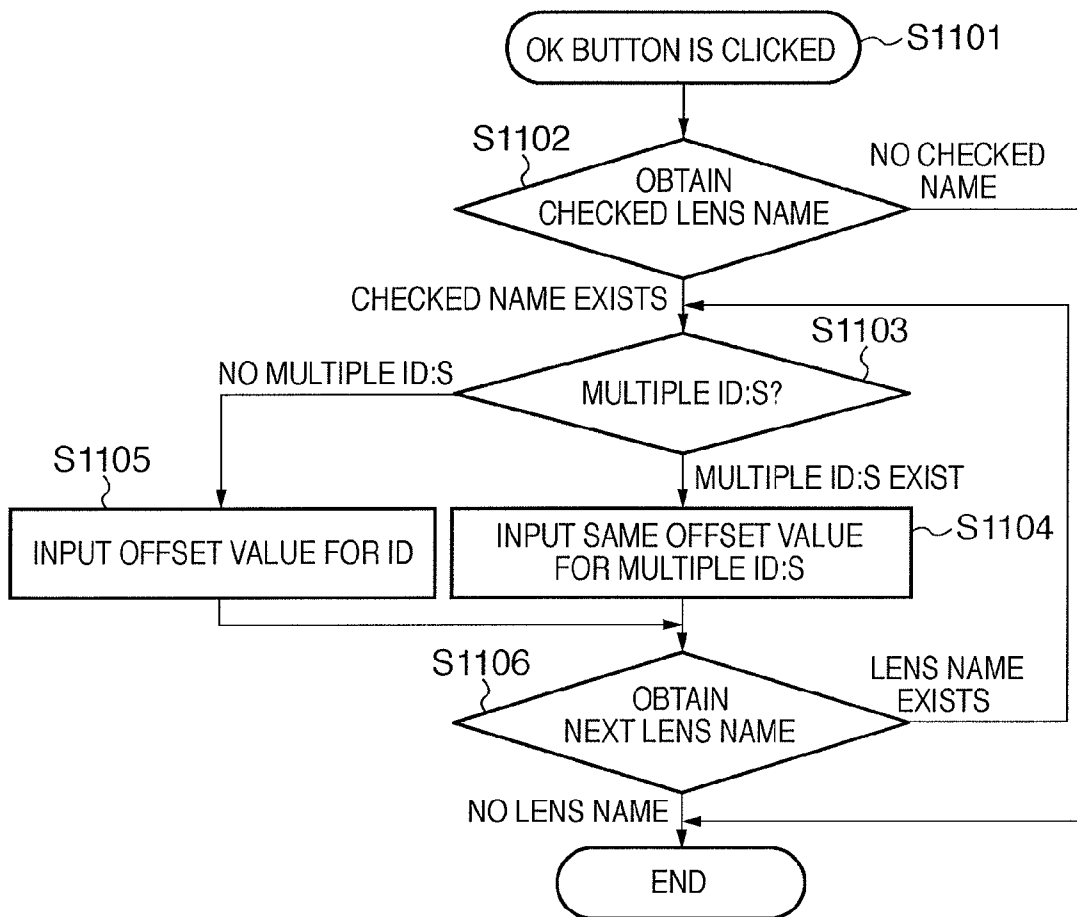 OK BUTTON IS CLICKED
S1101
S1102
OBTAIN
CHECKED LENS NAME
NO CHECKED
NAME
CHECKED NAME EXISTS
S1103
NO MULTIPLE ID:S
MULTIPLE ID:S?
S1105
MULTIPLE ID:S EXIST
INPUT OFFSET VALUE FOR ID
INPUT SAME OFFSET VALUE
FOR MULTIPLE ID:S
S1104
S1106
OBTAIN
NEXT LENS NAME
LENS NAME
EXISTS
NO LENS NAME
END